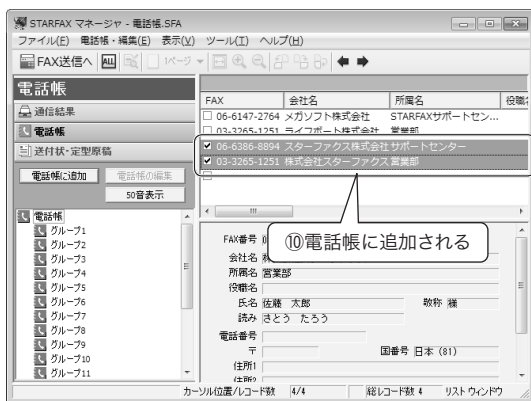 STARFAX マネージャ - 電話帳.SFA
ファイル(F) 電話帳・編集(E) 表示(V) ツール(T) ヘルプ(H)
FAX送信へ ALL 1ページ
電話帳
通信結果
電話帳
送付状・定型原稿
電話帳に追加 電話帳の編集
50音表示
電話帳
グループ1
グループ2
グループ3
グループ4
グループ5
グループ6
グループ7
グループ8
グループ9
グループ10
グループ11
FAX 会社名 所属名 役職
06-6147-2764 メガソフト株式会社 STARFAXサポートセン...
03-3265-1251 ライフボート株式会社 営業部
06-6386-8894 スターファクス株式会社 サポートセンター
03-3265-1251 株式会社スターファクス 営業部
⑩電話帳に追加される
FAX番号
会社名
所属名 営業部
役職名
氏名 佐藤 太郎 敬称 様
読み さとう たろう
電話番号
〒 国番号 日本 (81)
住所1
住所2
カーソル位置/レコード数 4/4 総レコード数 4 リスト ウィンドウ